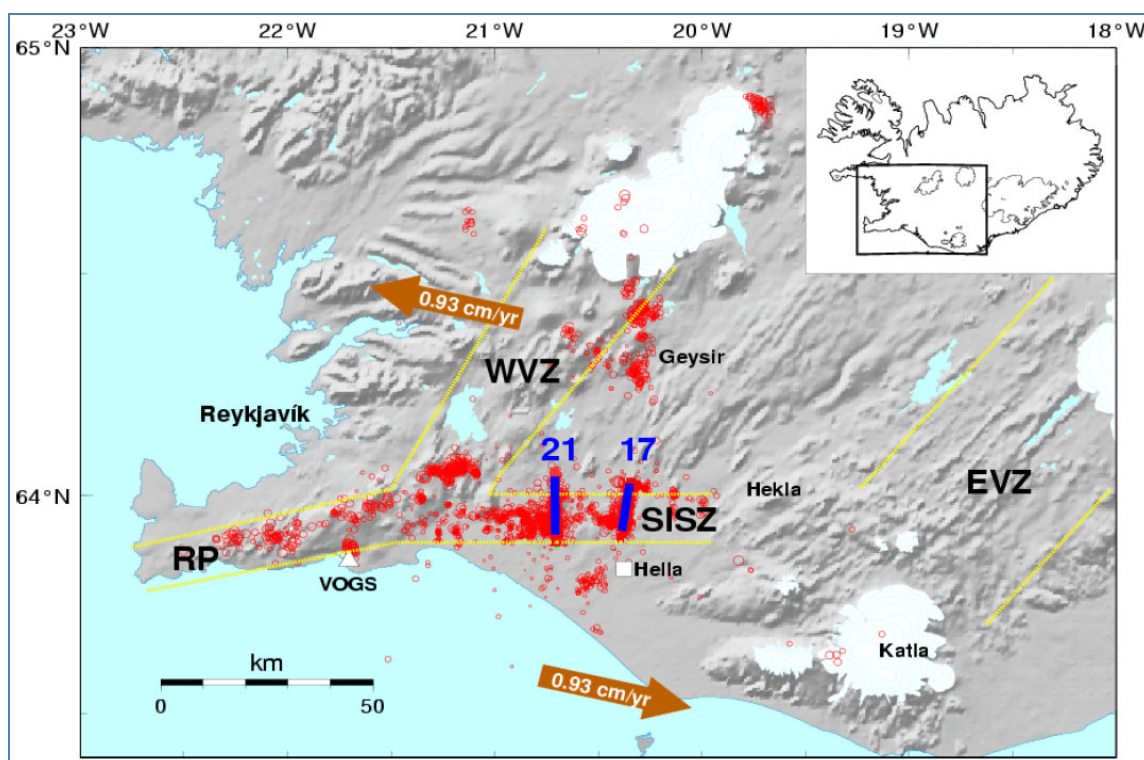 23°W 22°W 21°W 20°W 19°W 18°W
65°N
0.93 cm/yr
WVZ
Geysir
Reykjavík
21 17
64°N
Hekla
EVZ
SISZ
RP
VOGS
Hella
km
0 50
Katla
0.93 cm/yr